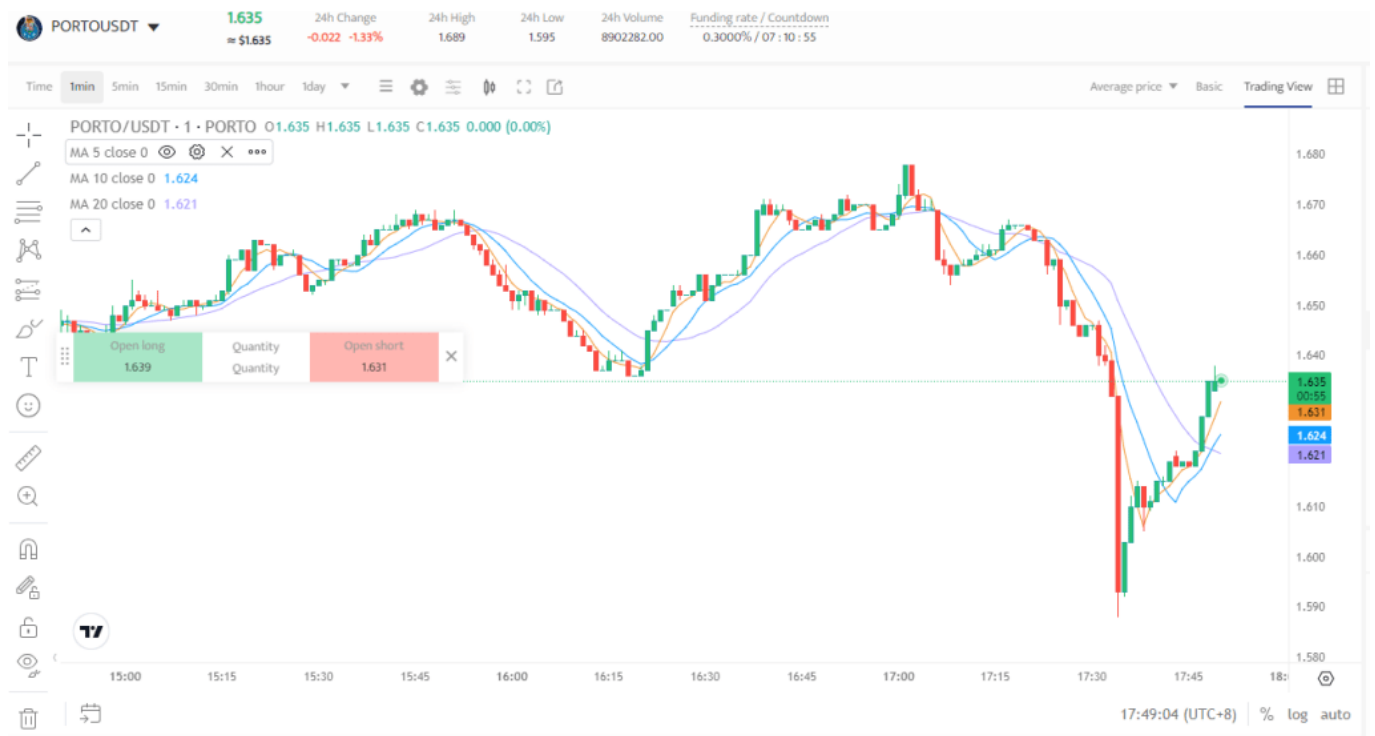 PORTOUSDT
1.635
≈ $1.635
24h Change
-0.022 -1.33%
24h High
1.689
24h Low
1.595
24h Volume
8902282.00
Funding rate / Countdown
0.3000% / 07 : 10 : 55
Time 1min 5min 15min 30min 1hour 1day
Average price Basic Trading View
PORTO/USDT · 1 · PORTO O1.635 H1.635 L1.635 C1.635 0.000 (0.00%)
MA 5 close 0
MA 10 close 0 1.624
MA 20 close 0 1.621
Open long
1.639
Quantity
Quantity
Open short
1.631
1.680
1.670
1.660
1.650
1.640
1.635
00:55
1.631
1.624
1.621
1.610
1.600
1.590
1.580
15:00 15:15 15:30 15:45 16:00 16:15 16:30 16:45 17:00 17:15 17:30 17:45 18:
17:49:04 (UTC+8) % log auto